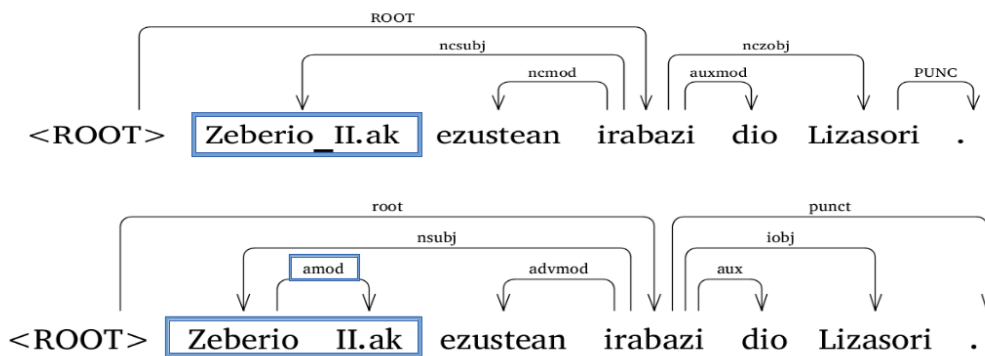 ROOT
ncsubj nczobj
ncmod auxmod PUNC
<ROOT> Zeberio_II.ak ezustean irabazi dio Lizasori .
root punct
nsubj iobj
amod advmod aux
<ROOT> Zeberio II.ak ezustean irabazi dio Lizasori .